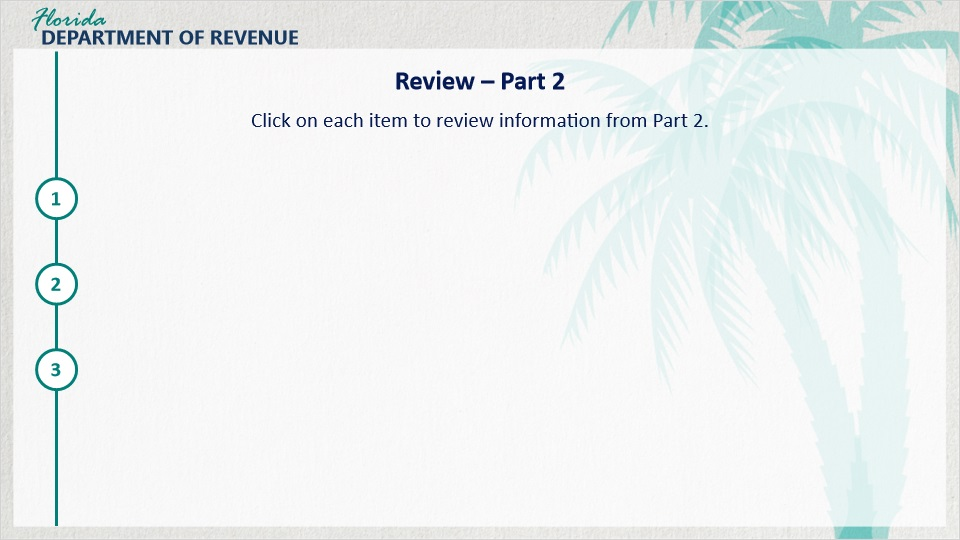 Florida
DEPARTMENT OF REVENUE
Review – Part 2
Click on each item to review information from Part 2.
1
2
3